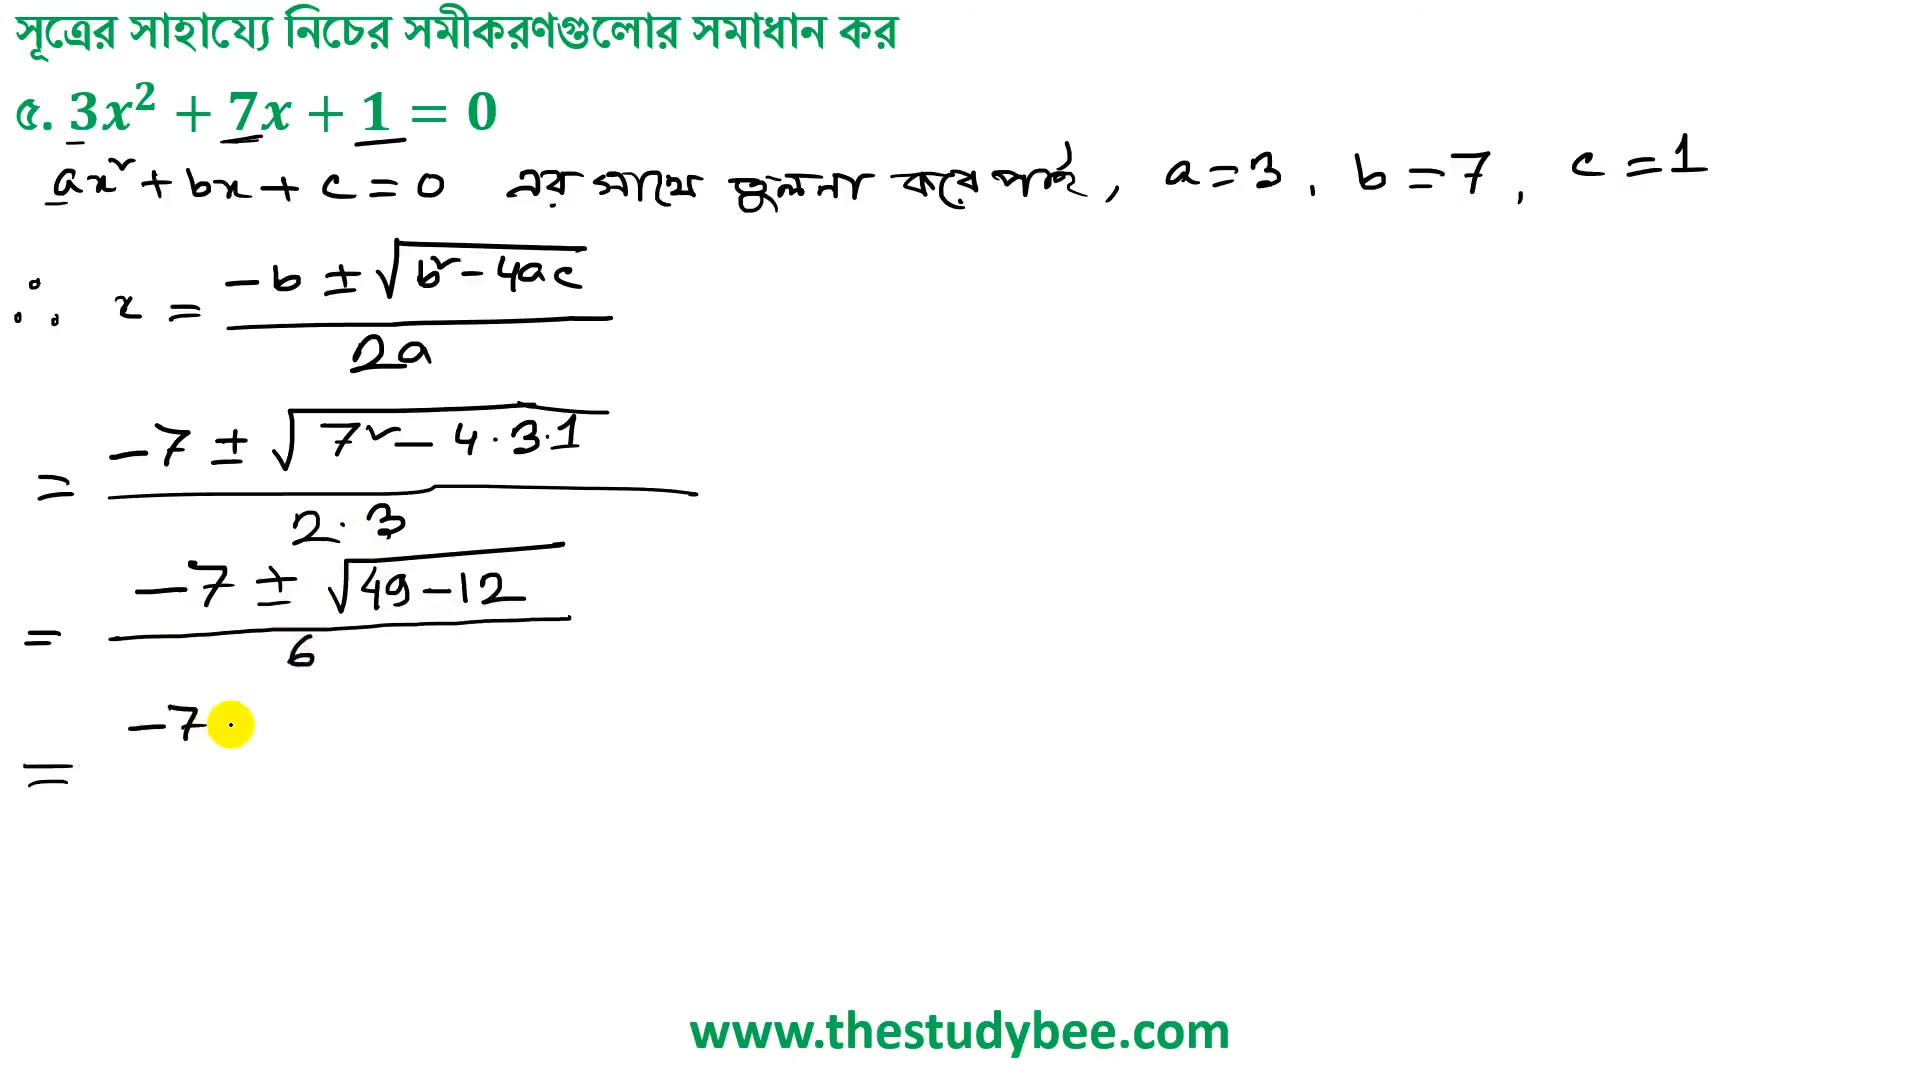 সূত্রের সাহায্যে নিচের সমীকরণগুলোর সমাধান কর
৫. 3x² + 7x + 1 = 0
ax² + bx + c = 0 এর সাথে তুলনা করে পাই, a = 3, b = 7, c = 1
∴ x = (-b ± √(b² - 4ac)) / 2a
= (-7 ± √(7² - 4·3·1)) / 2·3
= (-7 ± √(49 - 12)) / 6
= -7
www.thestudybee.com